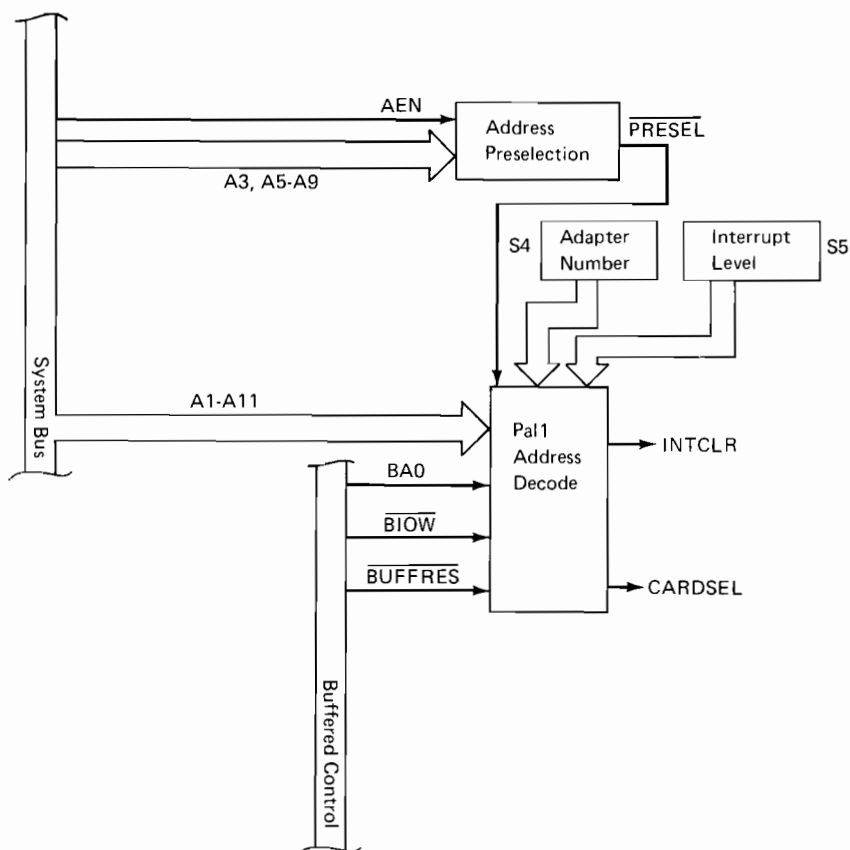 AEN
Address
Preselection
PRESEL
A3, A5-A9
S4
Adapter
Number
Interrupt
Level
S5
System Bus
A1-A11
Pal1
Address
Decode
INTCLR
BA0
BIOW
BUFFRES
CARDSEL
Buffered Control